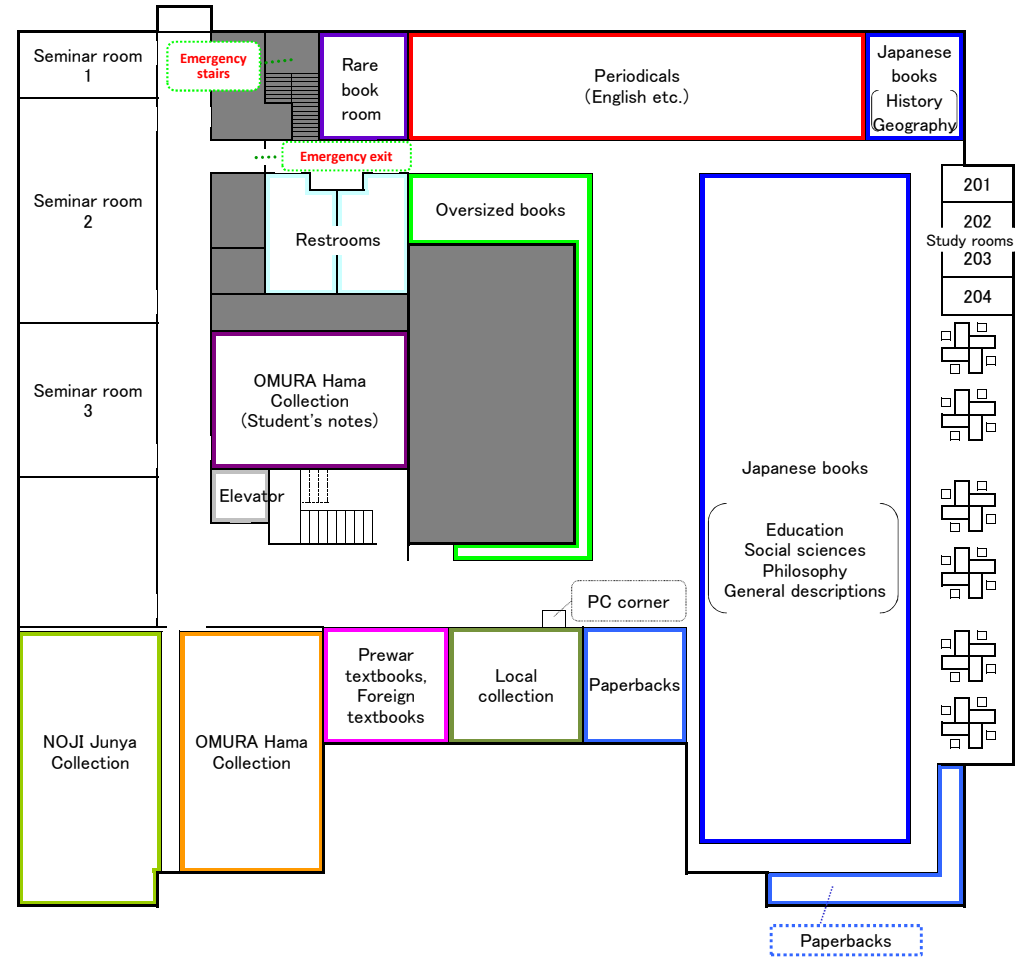 Seminar room
1
Emergency
stairs
Rare
book
room
Periodicals
(English etc.)
Japanese
books
History
Geography
Emergency exit
Seminar room
2
Restrooms
Oversized books
201
202
Study rooms
203
204
OMURA Hama
Collection
(Student's notes)
Seminar room
3
Elevator
Japanese books
Education
Social sciences
Philosophy
General descriptions
PC corner
NOJI Junya
Collection
OMURA Hama
Collection
Prewar
textbooks,
Foreign
textbooks
Local
collection
Paperbacks
Paperbacks